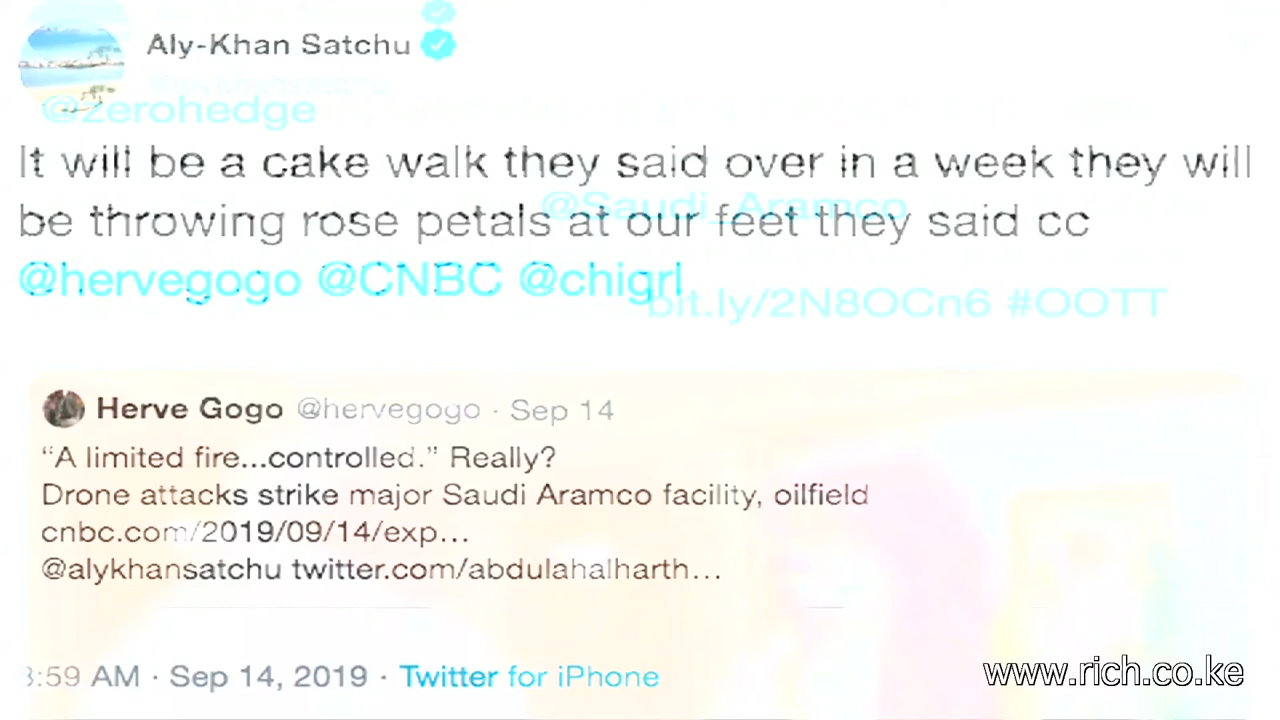 Aly-Khan Satchu
@zerohedge
It will be a cake walk they said over in a week they will
@Saudi_Aramco
be throwing rose petals at our feet they said cc
@hervegogo @CNBC @chigrl
bit.ly/2N8OCn6 #OOTT
Herve Gogo @hervegogo · Sep 14
“A limited fire...controlled.” Really?
Drone attacks strike major Saudi Aramco facility, oilfield
cnbc.com/2019/09/14/exp...
@alykhansatchu twitter.com/abdulahalharth...
:59 AM · Sep 14, 2019 · Twitter for iPhone
www.rich.co.ke